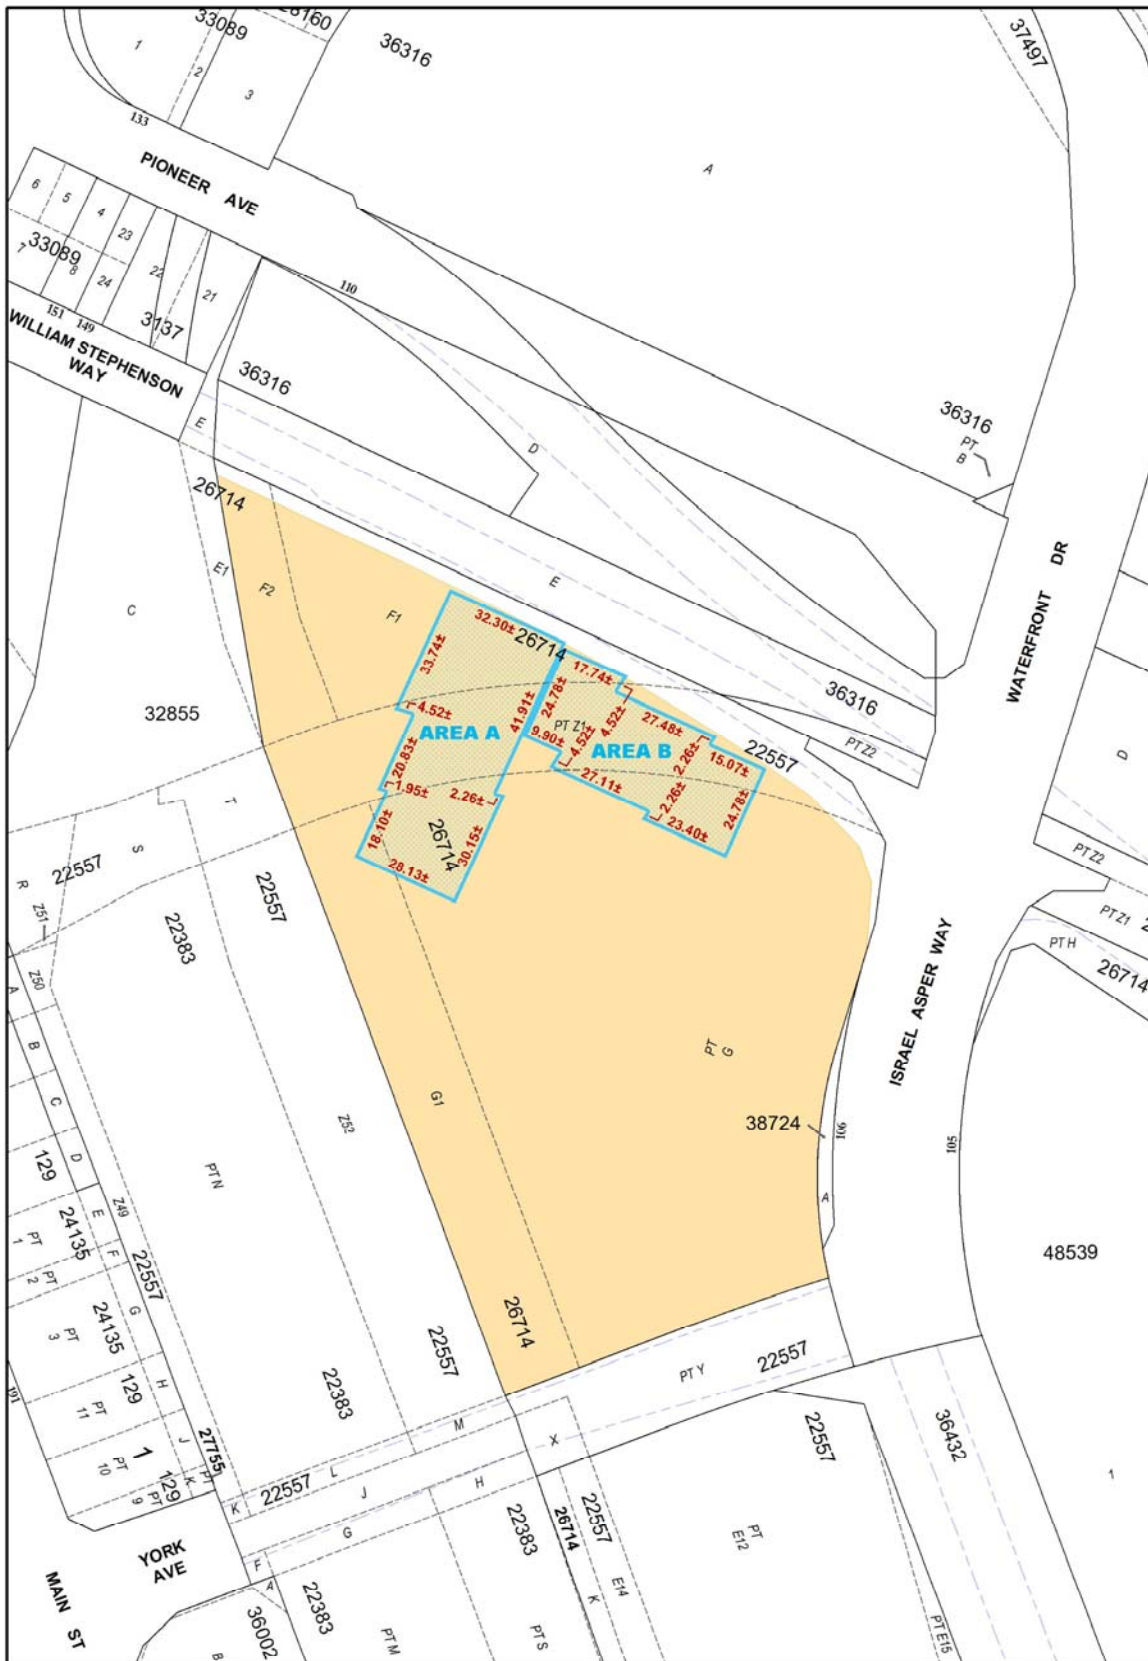 33089
28160
36316
37497
1
2
3
133
A
PIONEER AVE
6
5
4
23
33089
7
8
24
22
21
110
151
149
3137
WILLIAM STEPHENSON
WAY
36316
36316
PT
B
E
D
26714
E1
F2
F1
E
C
WATERFRONT DR
32.30±
26714
33.74±
17.74±
24.78±
36316
4.52±
41.91±
PT Z1
4.52±
27.48±
32855
AREA A
9.90±
4.52±
AREA B
22557
PT Z2
D
20.83±
27.11±
2.26±
15.07±
1.95±
2.26±
2.26±
24.78±
18.10±
26714
30.15±
23.40±
28.13±
T
S
22557
R
Z51
22557
22383
PT Z2
PT Z1
PT H
26714
Z50
A
B
C
D
ISRAEL ASPER WAY
PT
G
G1
Z52
38724
106
105
129
PT N
A
24135
PT
1
E
Z49
PT
2
F
22557
G
48539
24135
PT
3
26714
22557
129
H
22383
PT Y
22557
191
PT
11
M
X
22557
36432
1
PT
10
J
27755
129
PT
9
K
PT
K
22557
L
J
H
G
22383
26714
22557
PT
E12
1
YORK
AVE
F
A
MAIN ST
36002
B
22383
PT M
PT S
K
E14
PT E15